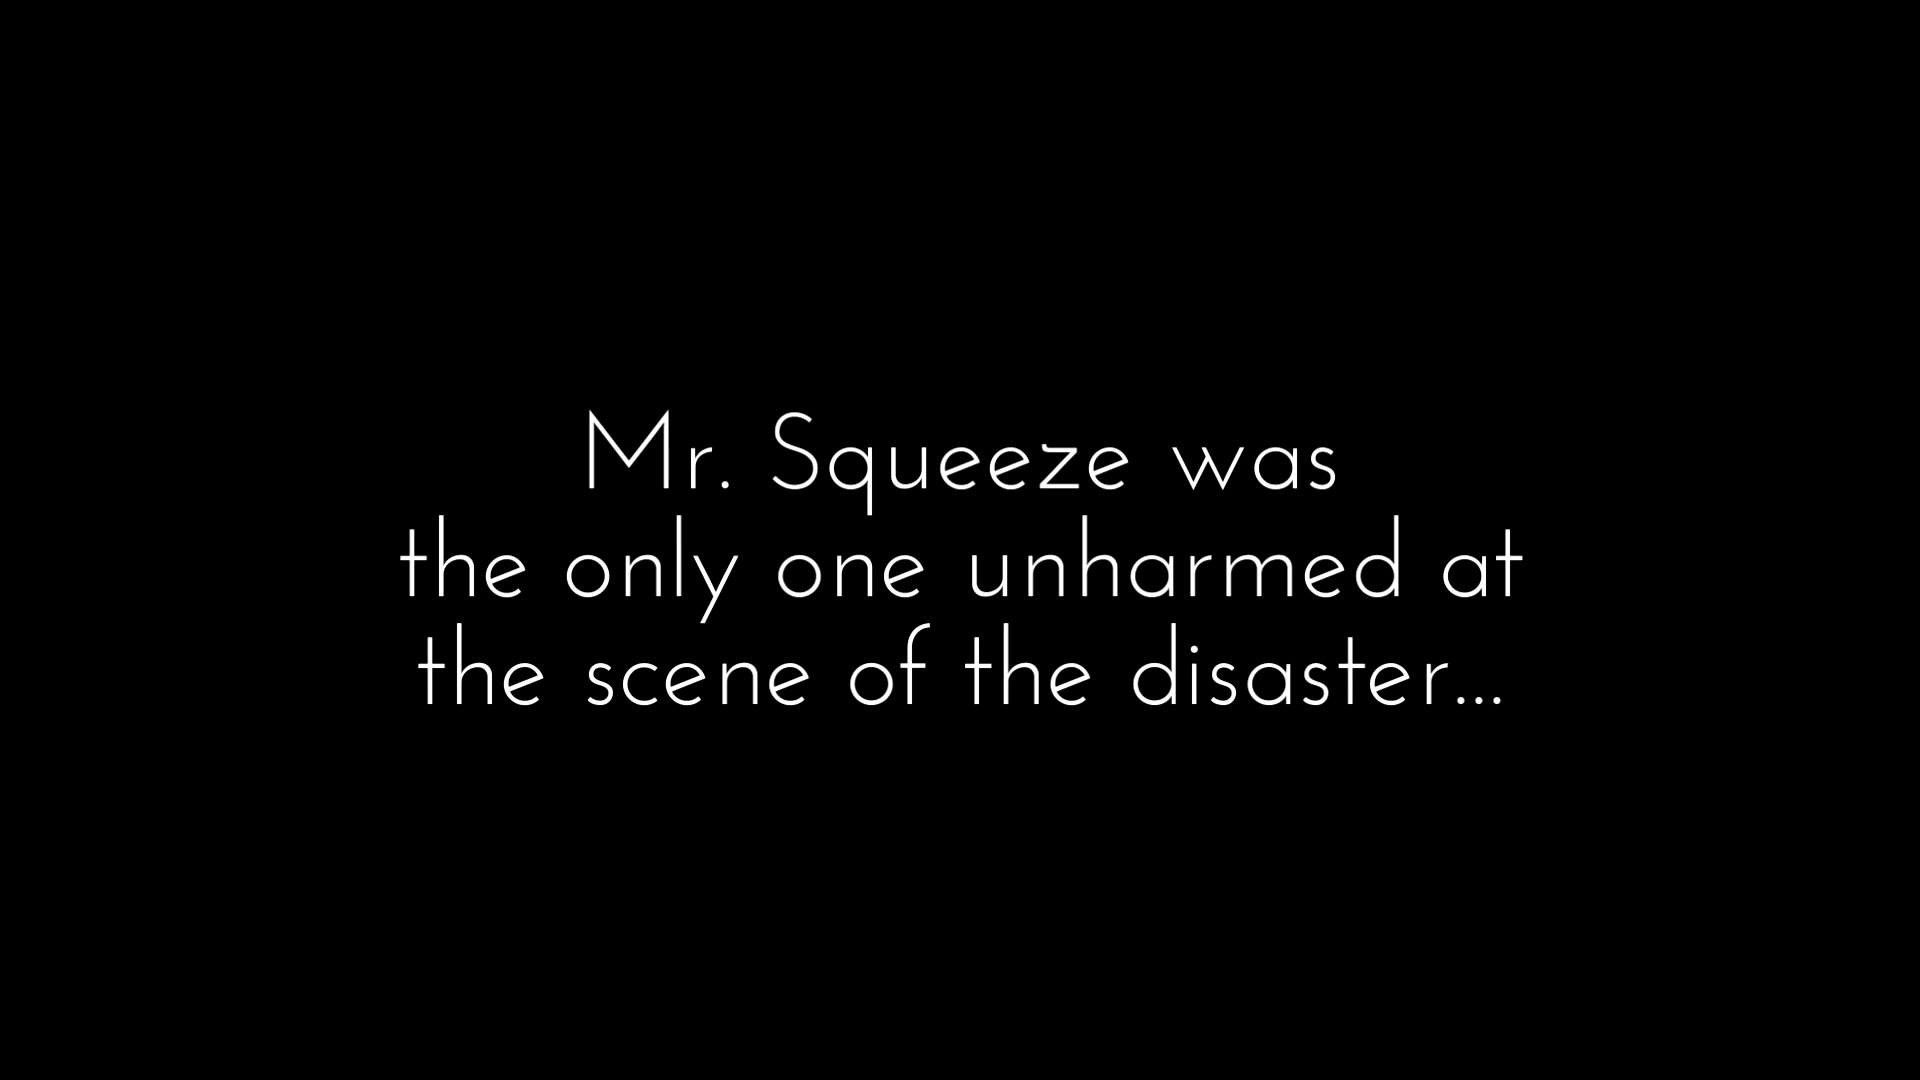 Mr. Squeeze was
the only one unharmed at
the scene of the disaster...